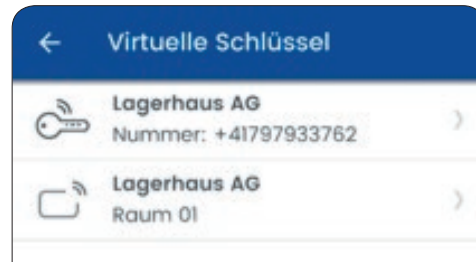 Virtuelle Schlüssel
Lagerhaus AG
Nummer: +41797933762
Lagerhaus AG
Raum 01